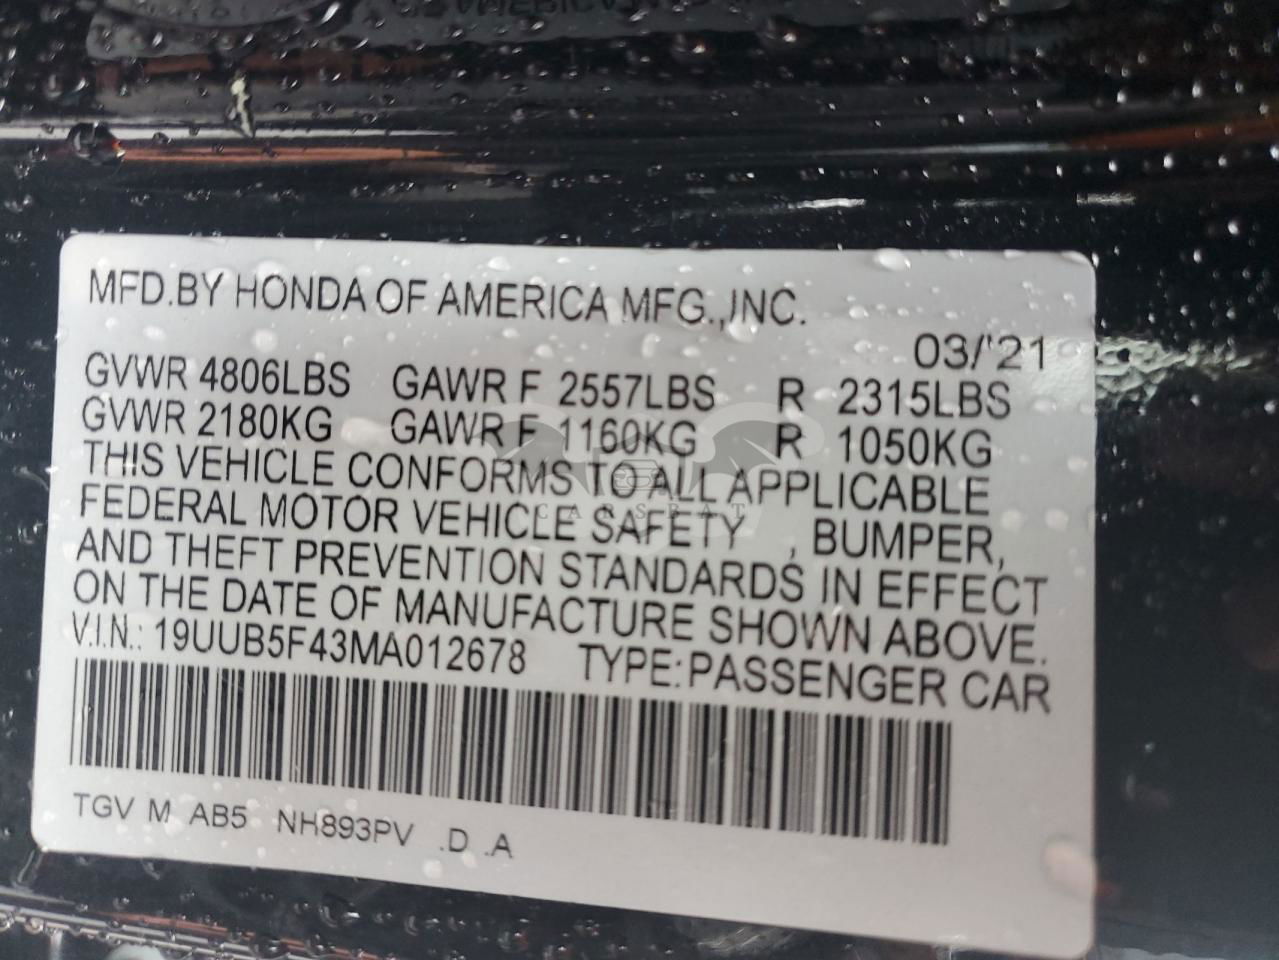 MFD.BY HONDA OF AMERICA MFG.,INC.
03/'21
GVWR 4806LBS GAWR F 2557LBS R 2315LBS
GVWR 2180KG GAWR F 1160KG R 1050KG
THIS VEHICLE CONFORMS TO ALL APPLICABLE
FEDERAL MOTOR VEHICLE SAFETY , BUMPER,
AND THEFT PREVENTION STANDARDS IN EFFECT
ON THE DATE OF MANUFACTURE SHOWN ABOVE.
V.I.N.: 19UUB5F43MA012678 TYPE:PASSENGER CAR
TGV M AB5 NH893PV .D .A
CARSBAT